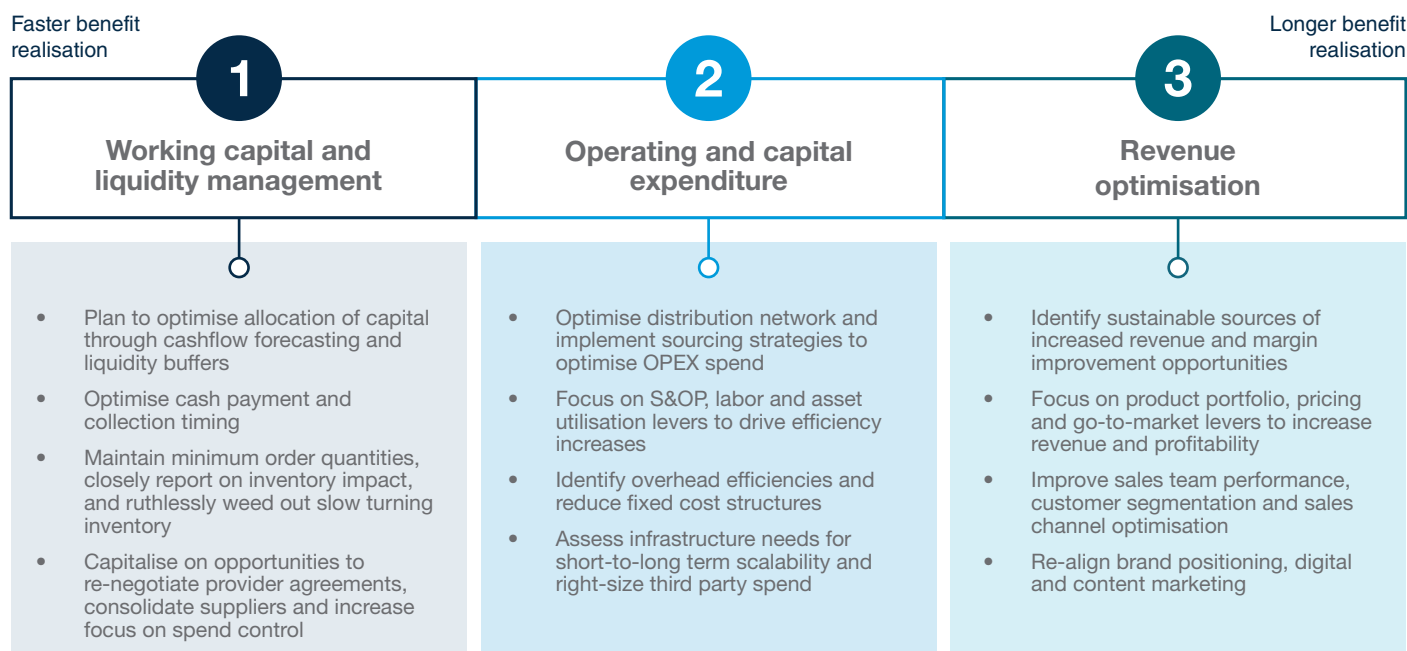 Faster benefit
realisation
Longer benefit
realisation
1
Working capital and
liquidity management
• Plan to optimise allocation of capital
through cashflow forecasting and
liquidity buffers
• Optimise cash payment and
collection timing
• Maintain minimum order quantities,
closely report on inventory impact,
and ruthlessly weed out slow turning
inventory
• Capitalise on opportunities to
re-negotiate provider agreements,
consolidate suppliers and increase
focus on spend control
2
Operating and capital
expenditure
• Optimise distribution network and
implement sourcing strategies to
optimise OPEX spend
• Focus on S&OP, labor and asset
utilisation levers to drive efficiency
increases
• Identify overhead efficiencies and
reduce fixed cost structures
• Assess infrastructure needs for
short-to-long term scalability and
right-size third party spend
3
Revenue
optimisation
• Identify sustainable sources of
increased revenue and margin
improvement opportunities
• Focus on product portfolio, pricing
and go-to-market levers to increase
revenue and profitability
• Improve sales team performance,
customer segmentation and sales
channel optimisation
• Re-align brand positioning, digital
and content marketing